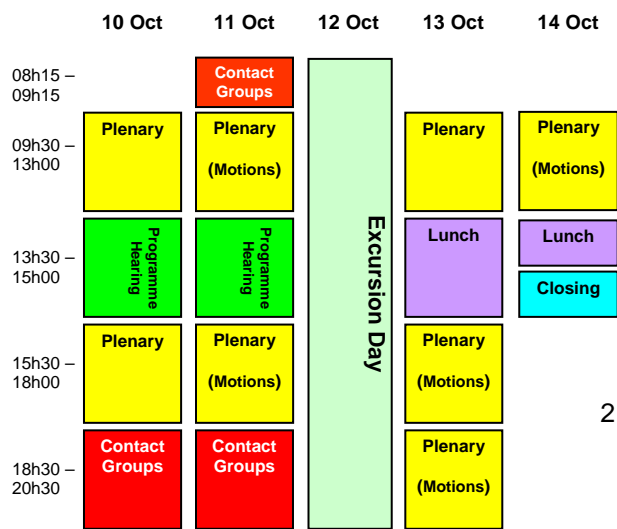 10 Oct 11 Oct 12 Oct 13 Oct 14 Oct
08h15 –
09h15
Contact
Groups
09h30 –
13h00
Plenary
Plenary
(Motions)
Plenary
Plenary
(Motions)
Excursion Day
13h30 –
15h00
Programme
Hearing
Programme
Hearing
Lunch
Lunch
Closing
15h30 –
18h00
Plenary
Plenary
(Motions)
Plenary
(Motions)
2
18h30 –
20h30
Contact
Groups
Contact
Groups
Plenary
(Motions)